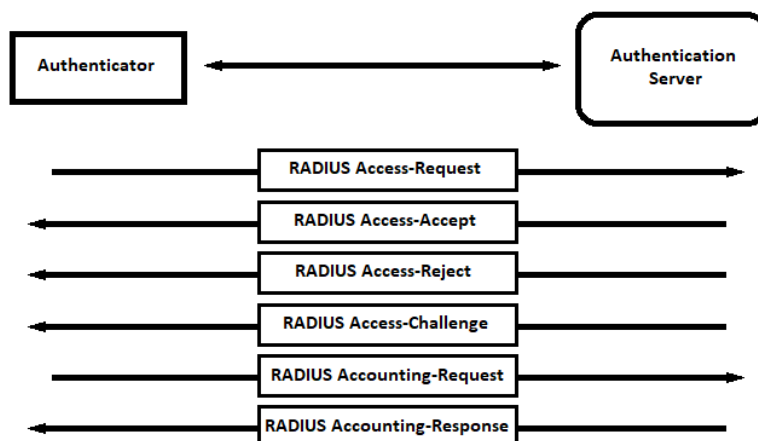 Authenticator
Authentication
Server
RADIUS Access-Request
RADIUS Access-Accept
RADIUS Access-Reject
RADIUS Access-Challenge
RADIUS Accounting-Request
RADIUS Accounting-Response